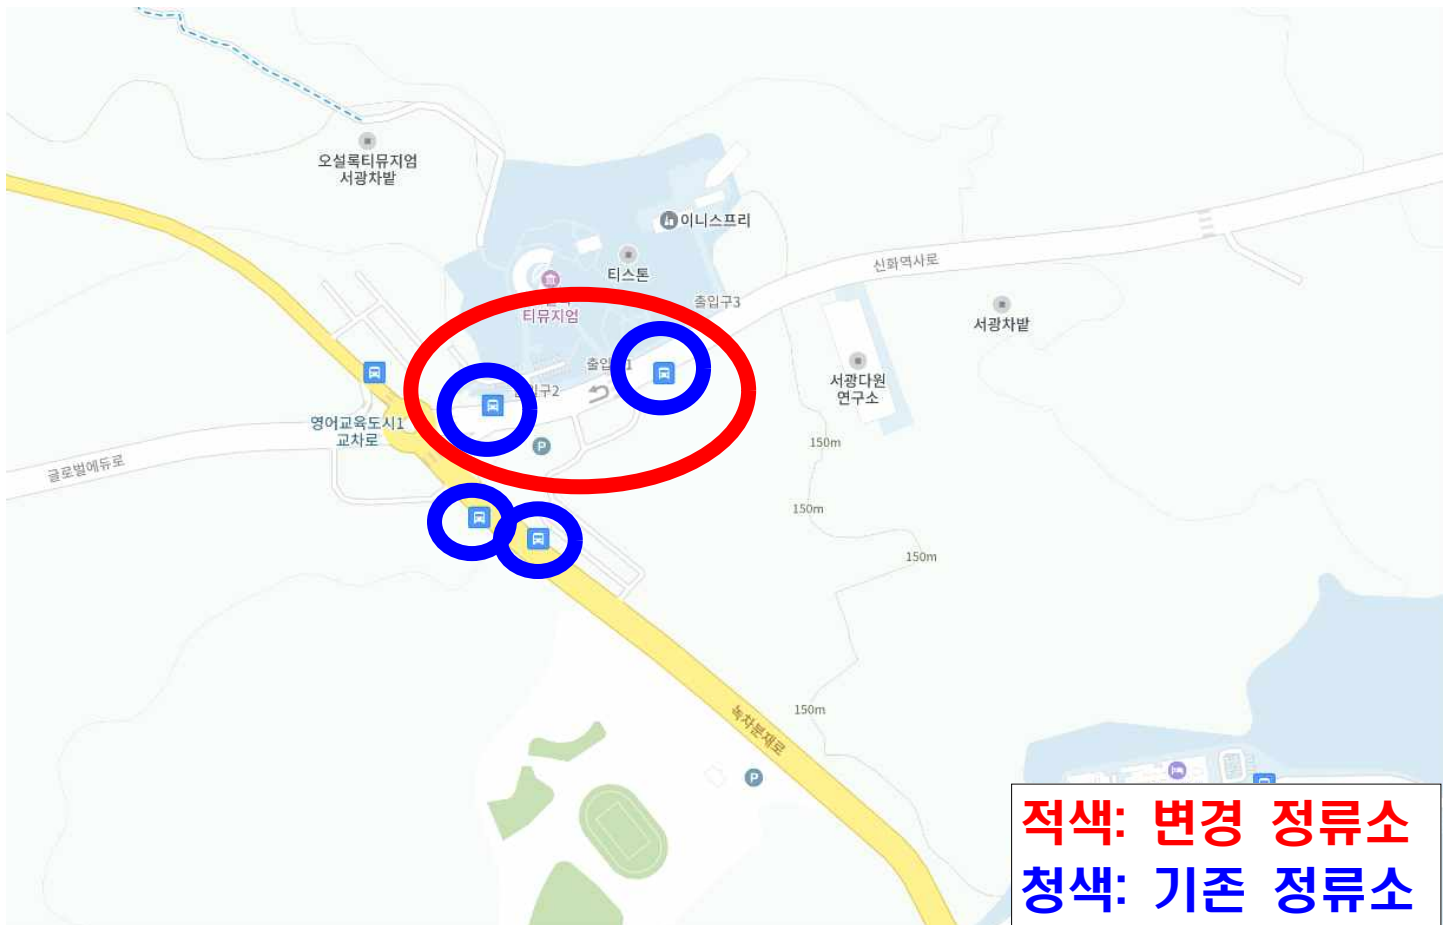 오설록티뮤지엄
서광차밭
이니스프리
티스톤
신화역사로
출입구3
티뮤지엄
서광차밭
서광다원
연구소
영어교육도시1
교차로
P
글로벌에듀로
150m
150m
150m
150m
녹차분재로
P
적색: 변경 정류소
청색: 기존 정류소